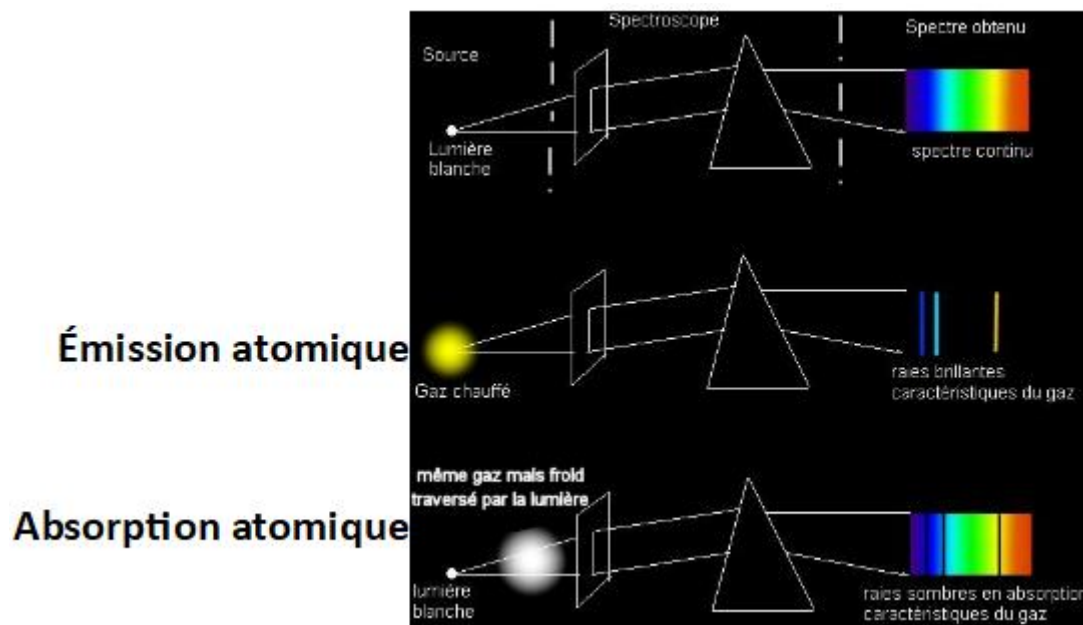 Source
Spectroscope
Spectre obtenu
Lumière
blanche
spectre continu
Émission atomique
Gaz chauffé
raies brillantes
caractéristiques du gaz
même gaz mais froid
traversé par la lumière
Absorption atomique
lumière
blanche
raies sombres en absorption
caractéristiques du gaz